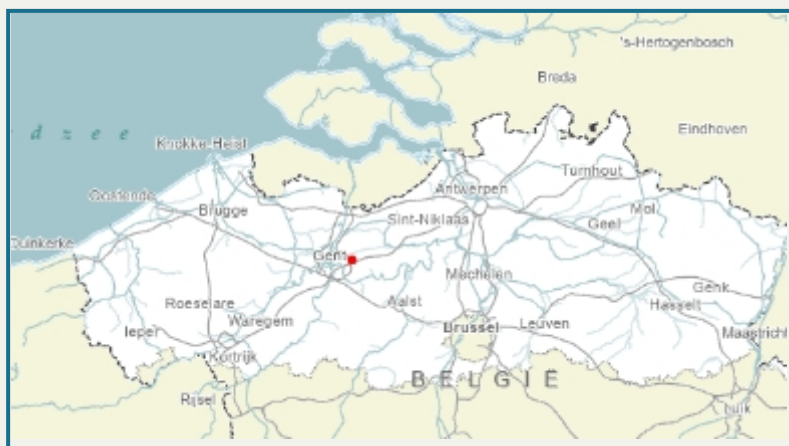 's-Hertogenbosch
Breda
d z e e
Eindhoven
Knokke-Heist
Turnhout
Antwerpen
Oostende
Brugge
Sint-Niklaas
Mol
Geel
Duinkerke
Gent
Mechelen
Genk
Roeselare
Aalst
Hasselt
Ieper
Waregem
Brussel
Leuven
Maastricht
Kortrijk
BELGIË
Rijsel
Luik